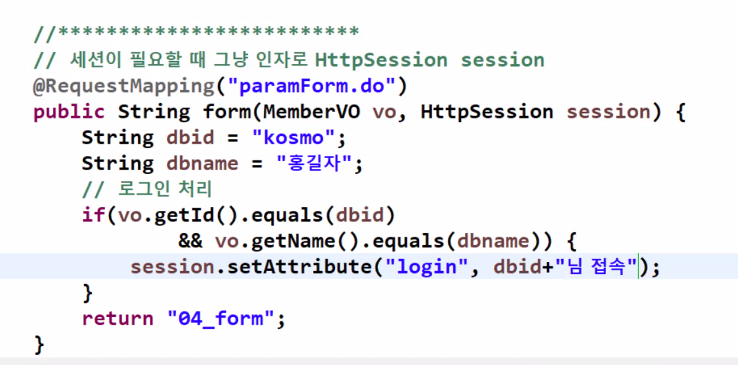 //*************************
// 세션이 필요할 때 그냥 인자로 HttpSession session
@RequestMapping("paramForm.do")
public String form(MemberVO vo, HttpSession session) {
    String dbid = "kosmo";
    String dbname = "홍길자";
    // 로그인 처리
    if(vo.getId().equals(dbid)
            && vo.getName().equals(dbname)) {
        session.setAttribute("login", dbid+"님 접속");
    }
    return "04_form";
}